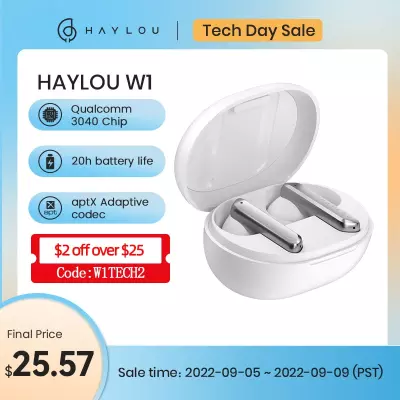 HAYLOU
Tech Day Sale
HAYLOU W1
Qualcomm
3040 Chip
20h battery life
aptX Adaptive
codec
aptX
$2 off over $25
Code:W1TECH2
Final Price
$25.57
Sale time: 2022-09-05 ~ 2022-09-09 (PST)